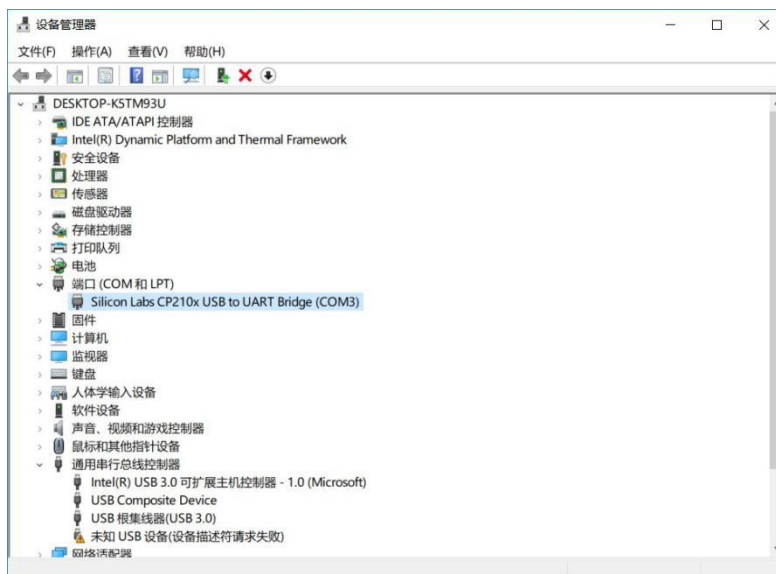 设备管理器
文件(F) 操作(A) 查看(V) 帮助(H)
DESKTOP-K5TM93U
IDE ATA/ATAPI 控制器
Intel(R) Dynamic Platform and Thermal Framework
安全设备
处理器
传感器
磁盘驱动器
存储控制器
打印队列
电池
端口 (COM 和 LPT)
Silicon Labs CP210x USB to UART Bridge (COM3)
固件
计算机
监视器
键盘
人体学输入设备
软件设备
声音、视频和游戏控制器
鼠标和其他指针设备
通用串行总线控制器
Intel(R) USB 3.0 可扩展主机控制器 - 1.0 (Microsoft)
USB Composite Device
USB 根集线器(USB 3.0)
未知 USB 设备(设备描述符请求失败)
网络适配器